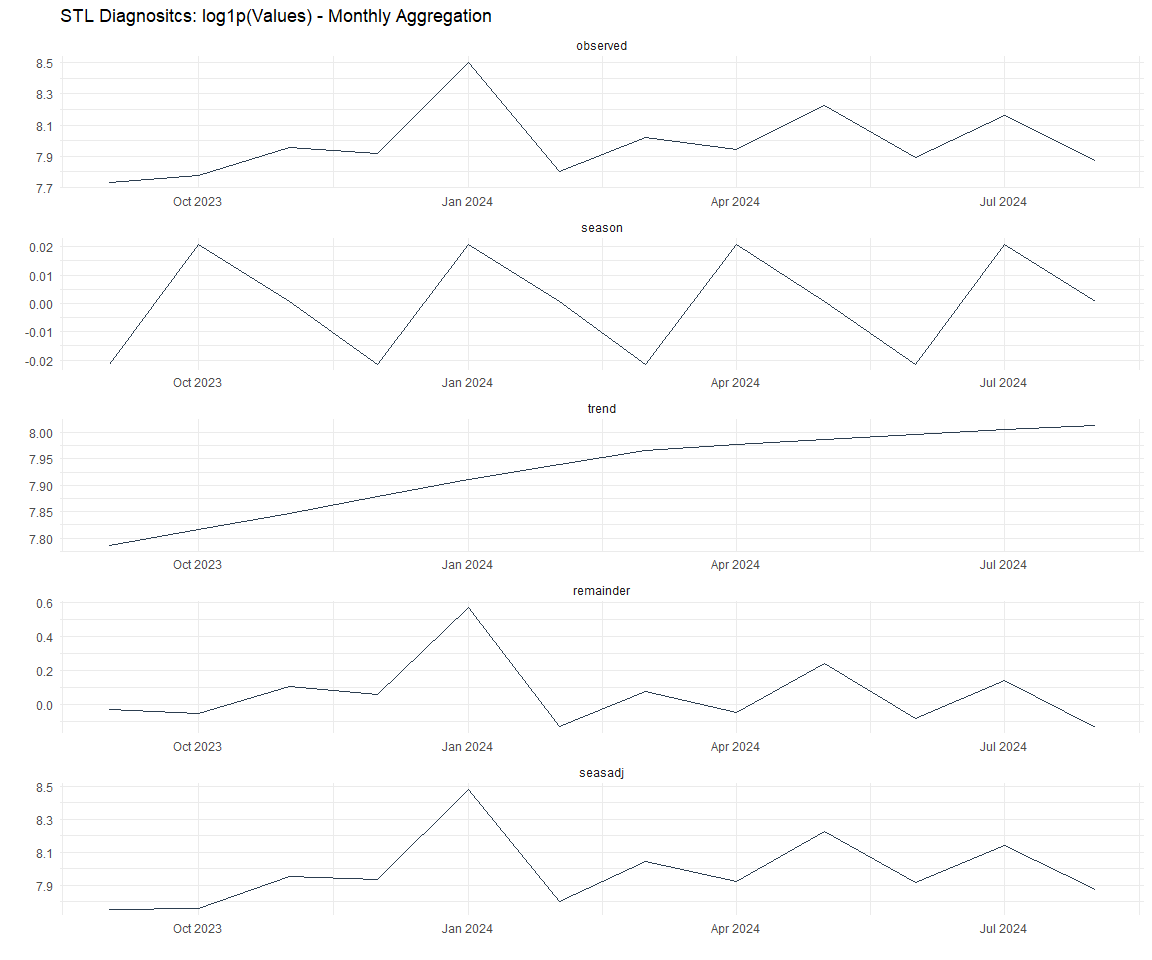 STL Diagnositcs: log1p(Values) - Monthly Aggregation
observed
8.5
8.3
8.1
7.9
7.7
Oct 2023 Jan 2024 Apr 2024 Jul 2024
season
0.02
0.01
0.00
-0.01
-0.02
Oct 2023 Jan 2024 Apr 2024 Jul 2024
trend
8.00
7.95
7.90
7.85
7.80
Oct 2023 Jan 2024 Apr 2024 Jul 2024
remainder
0.6
0.4
0.2
0.0
Oct 2023 Jan 2024 Apr 2024 Jul 2024
seasadj
8.5
8.3
8.1
7.9
Oct 2023 Jan 2024 Apr 2024 Jul 2024